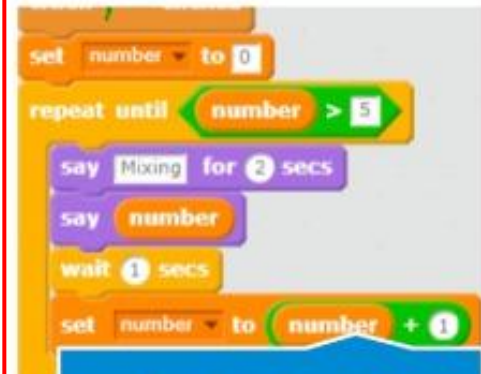 set number to 0
repeat until number > 5
say Mixing for 2 secs
say number
wait 1 secs
set number to number + 1